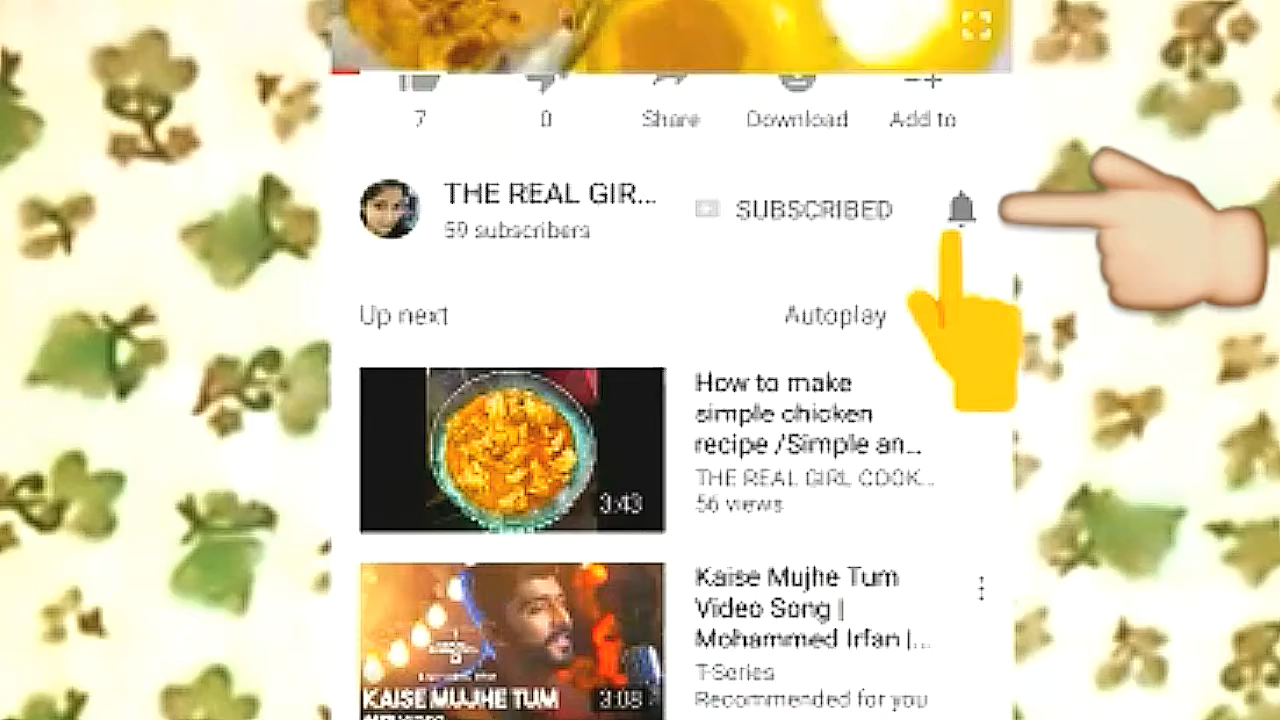 7
0
Share
Download
Add to
THE REAL GIR...
59 subscribers
SUBSCRIBED
Up next
Autoplay
How to make
simple chicken
recipe /Simple an...
THE REAL GIRL COOK...
56 views
3:43
Kaise Mujhe Tum
Video Song |
Mohammed Irfan |...
T-Series
Recommended for you
KAISE MUJHE TUM
3:08